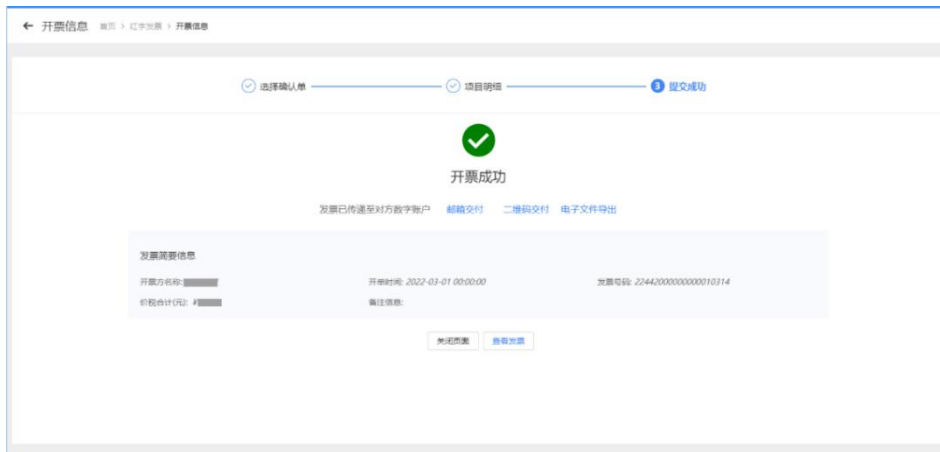 ← 开票信息 首页 > 红字发票 > 开票信息
选择确认单 项目明细 3 提交成功
开票成功
发票已传递至对方数字账户 邮箱交付 二维码交付 电子文件导出
发票简要信息
开票方名称: 开票时间: 2022-03-01 00:00:00 发票号码: 22442000000000010314
价税合计(元): ¥ 备注信息:
关闭页面 查看发票